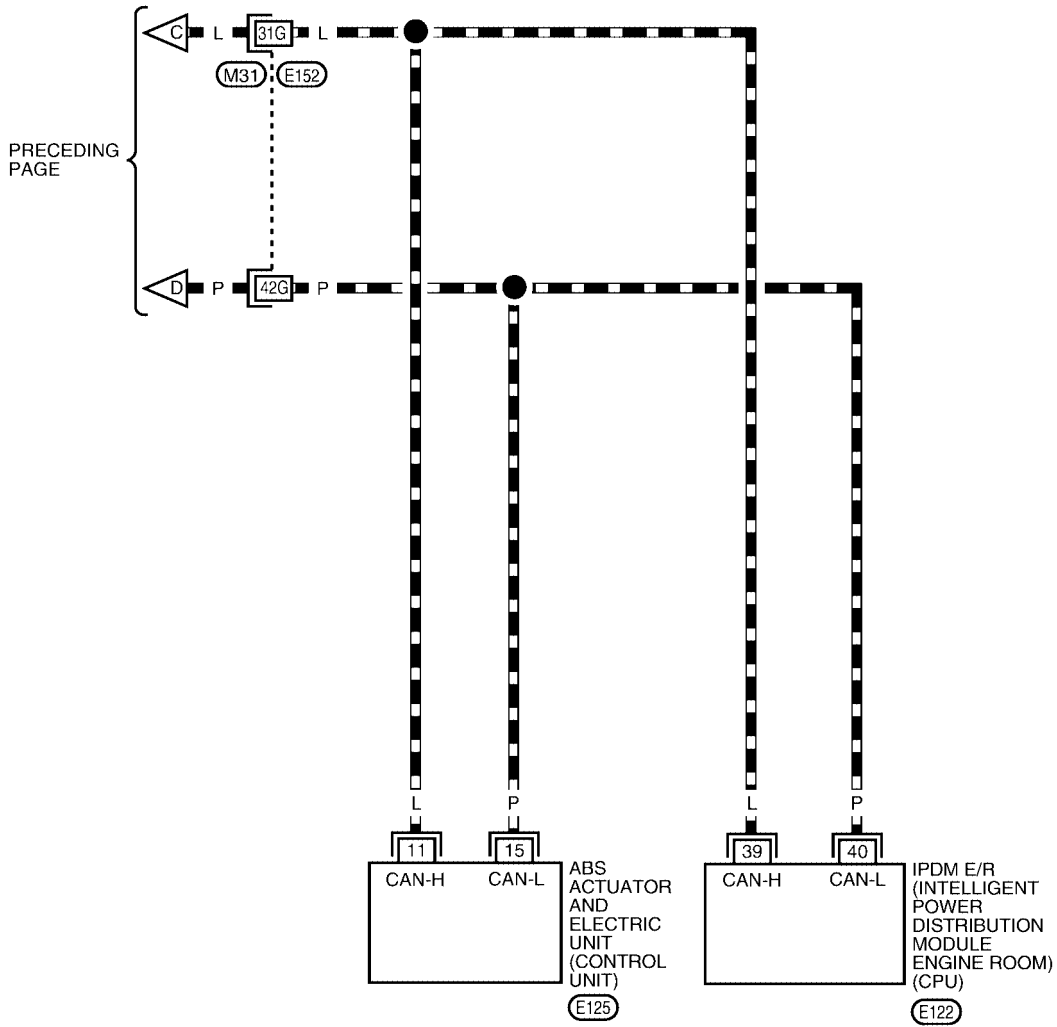 C L 31G L
M31 E152
PRECEDING
PAGE
D P 42G P
L P L P
11 15 39 40
CAN-H CAN-L
ABS
ACTUATOR
AND
ELECTRIC
UNIT
(CONTROL
UNIT)
E125
CAN-H CAN-L
IPDM E/R
(INTELLIGENT
POWER
DISTRIBUTION
MODULE
ENGINE ROOM)
(CPU)
E122